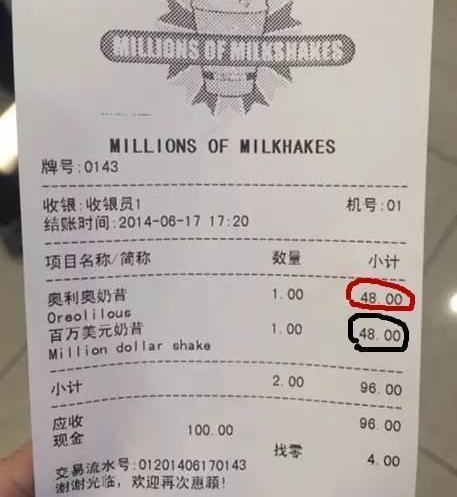 MILLIONS OF MILKSHAKES
MILLIONS OF MILKHAKES
牌号:0143
收银:收银员1 机号:01
结账时间:2014-06-17 17:20
项目名称/简称 数量 小计
奥利奥奶昔 1.00 48.00
Oreolilous
百万美元奶昔 1.00 48.00
Million dollar shake
小计 2.00 96.00
应收 96.00
现金 100.00
找零 4.00
交易流水号:01201406170143
谢谢光临，欢迎再次惠顾!